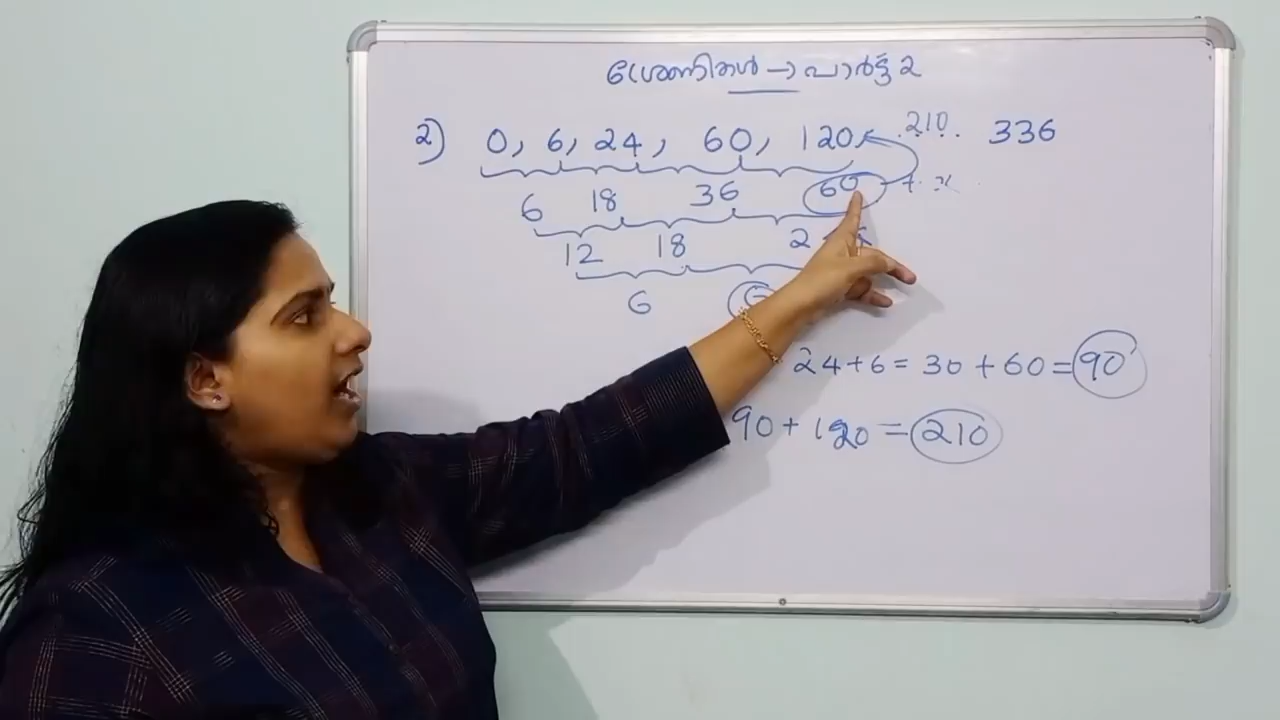 ശ്രേണികൾ → പാർട്ട് 2
2) 0, 6, 24, 60, 120, 210. 336
6 18 36 60
12 18
6 6
24+6 = 30 + 60 = 90
90 + 120 = 210